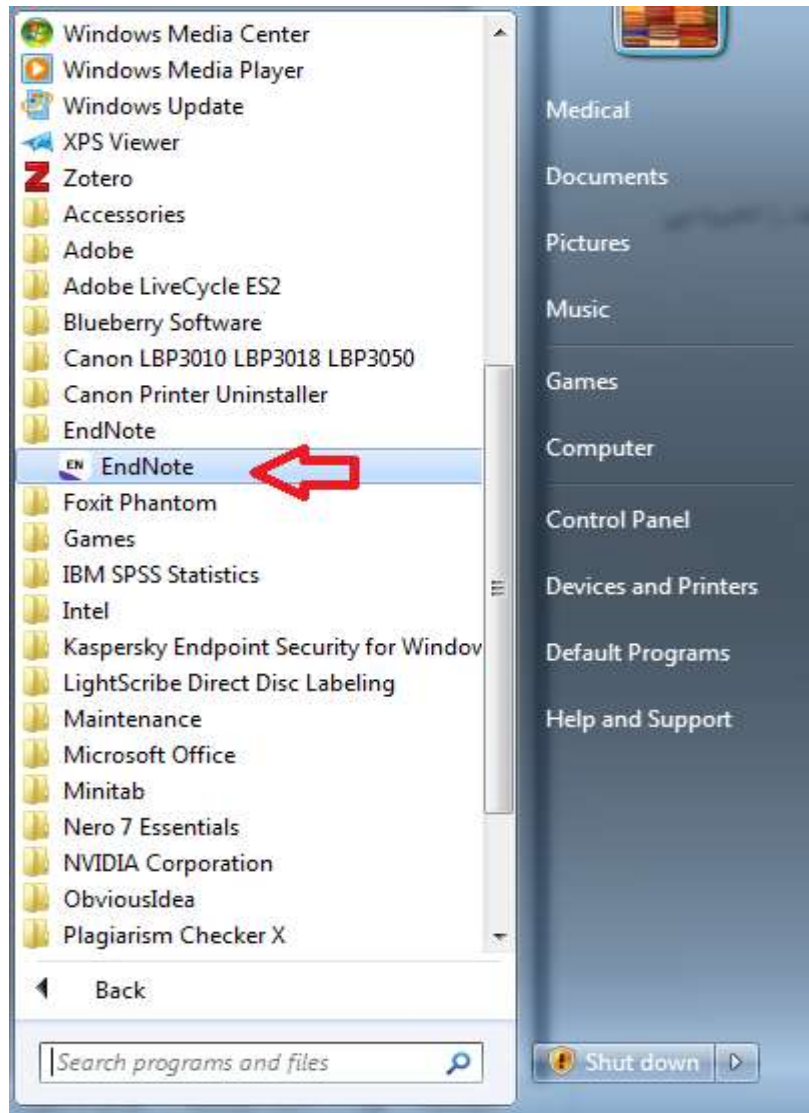 Windows Media Center
Windows Media Player
Windows Update
XPS Viewer
Zotero
Accessories
Adobe
Adobe LiveCycle ES2
Blueberry Software
Canon LBP3010 LBP3018 LBP3050
Canon Printer Uninstaller
EndNote
EN EndNote
Foxit Phantom
Games
IBM SPSS Statistics
Intel
Kaspersky Endpoint Security for Window
LightScribe Direct Disc Labeling
Maintenance
Microsoft Office
Minitab
Nero 7 Essentials
NVIDIA Corporation
ObviousIdea
Plagiarism Checker X
Back
Search programs and files
Medical
Documents
Pictures
Music
Games
Computer
Control Panel
Devices and Printers
Default Programs
Help and Support
Shut down